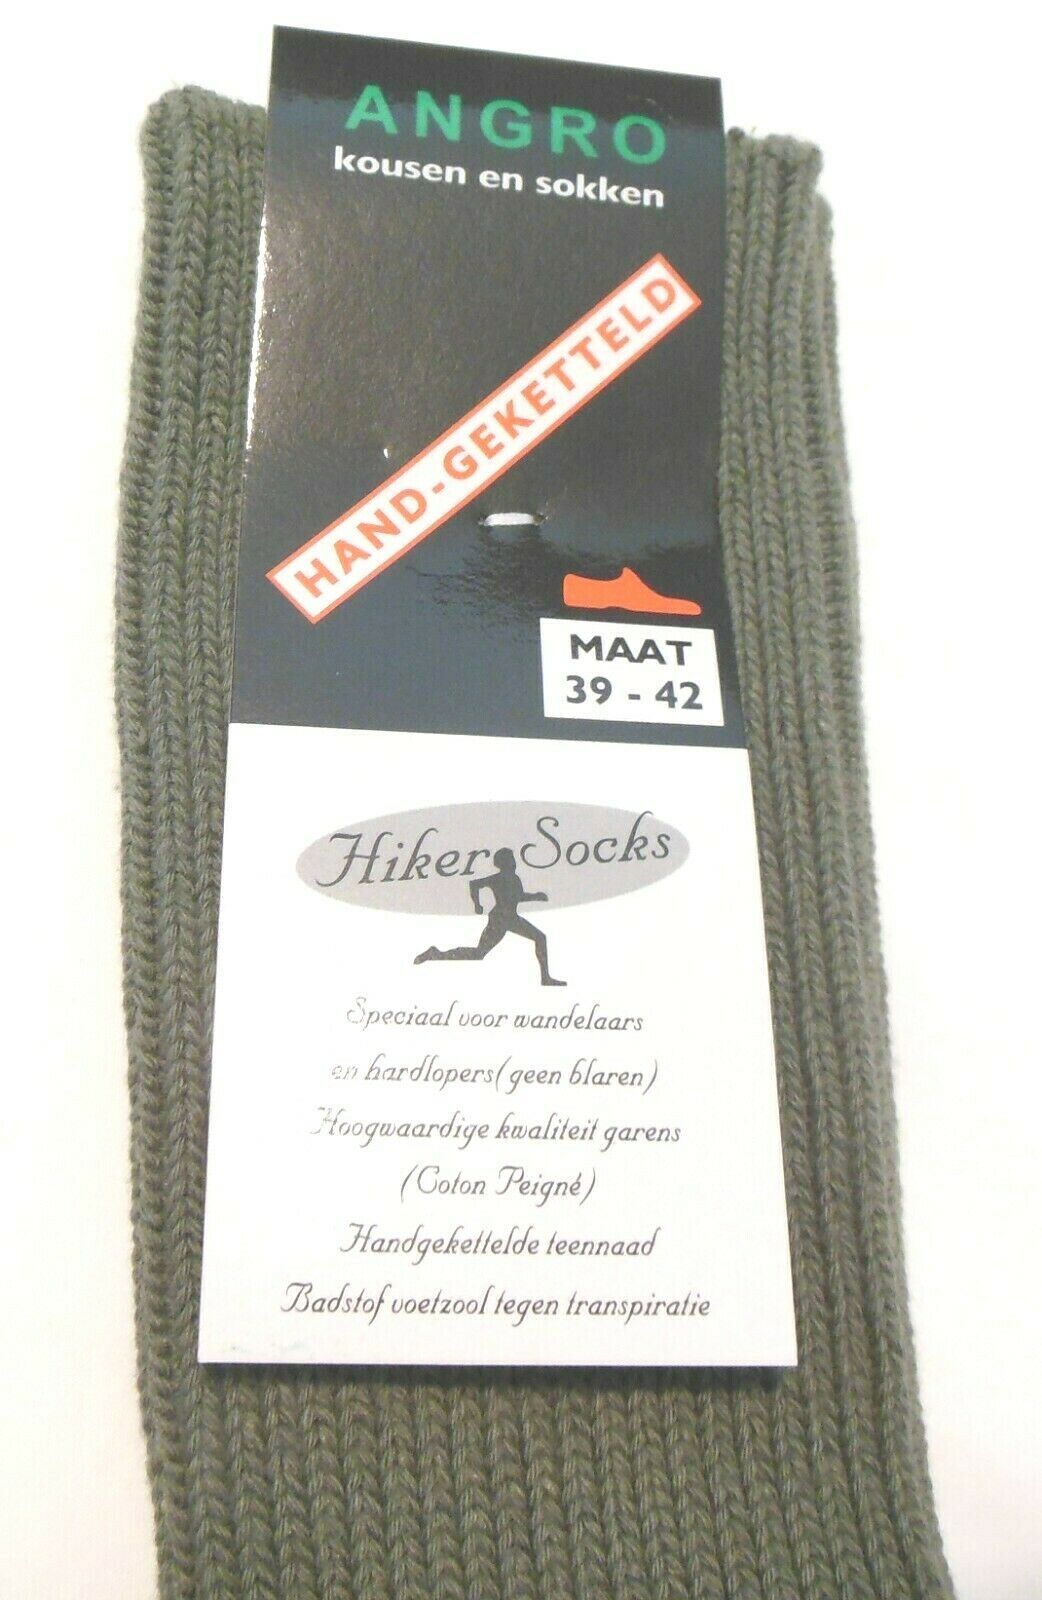 ANGRO
kousen en sokken
HAND-GEKETTELD
MAAT
39 - 42
Hiker Socks
Speciaal voor wandelaars
en hardlopers(geen blaren)
Hoogwaardige kwaliteit garens
(Coton Peigné)
Handgekettelde teennaad
Badstof voetzool tegen transpiratie